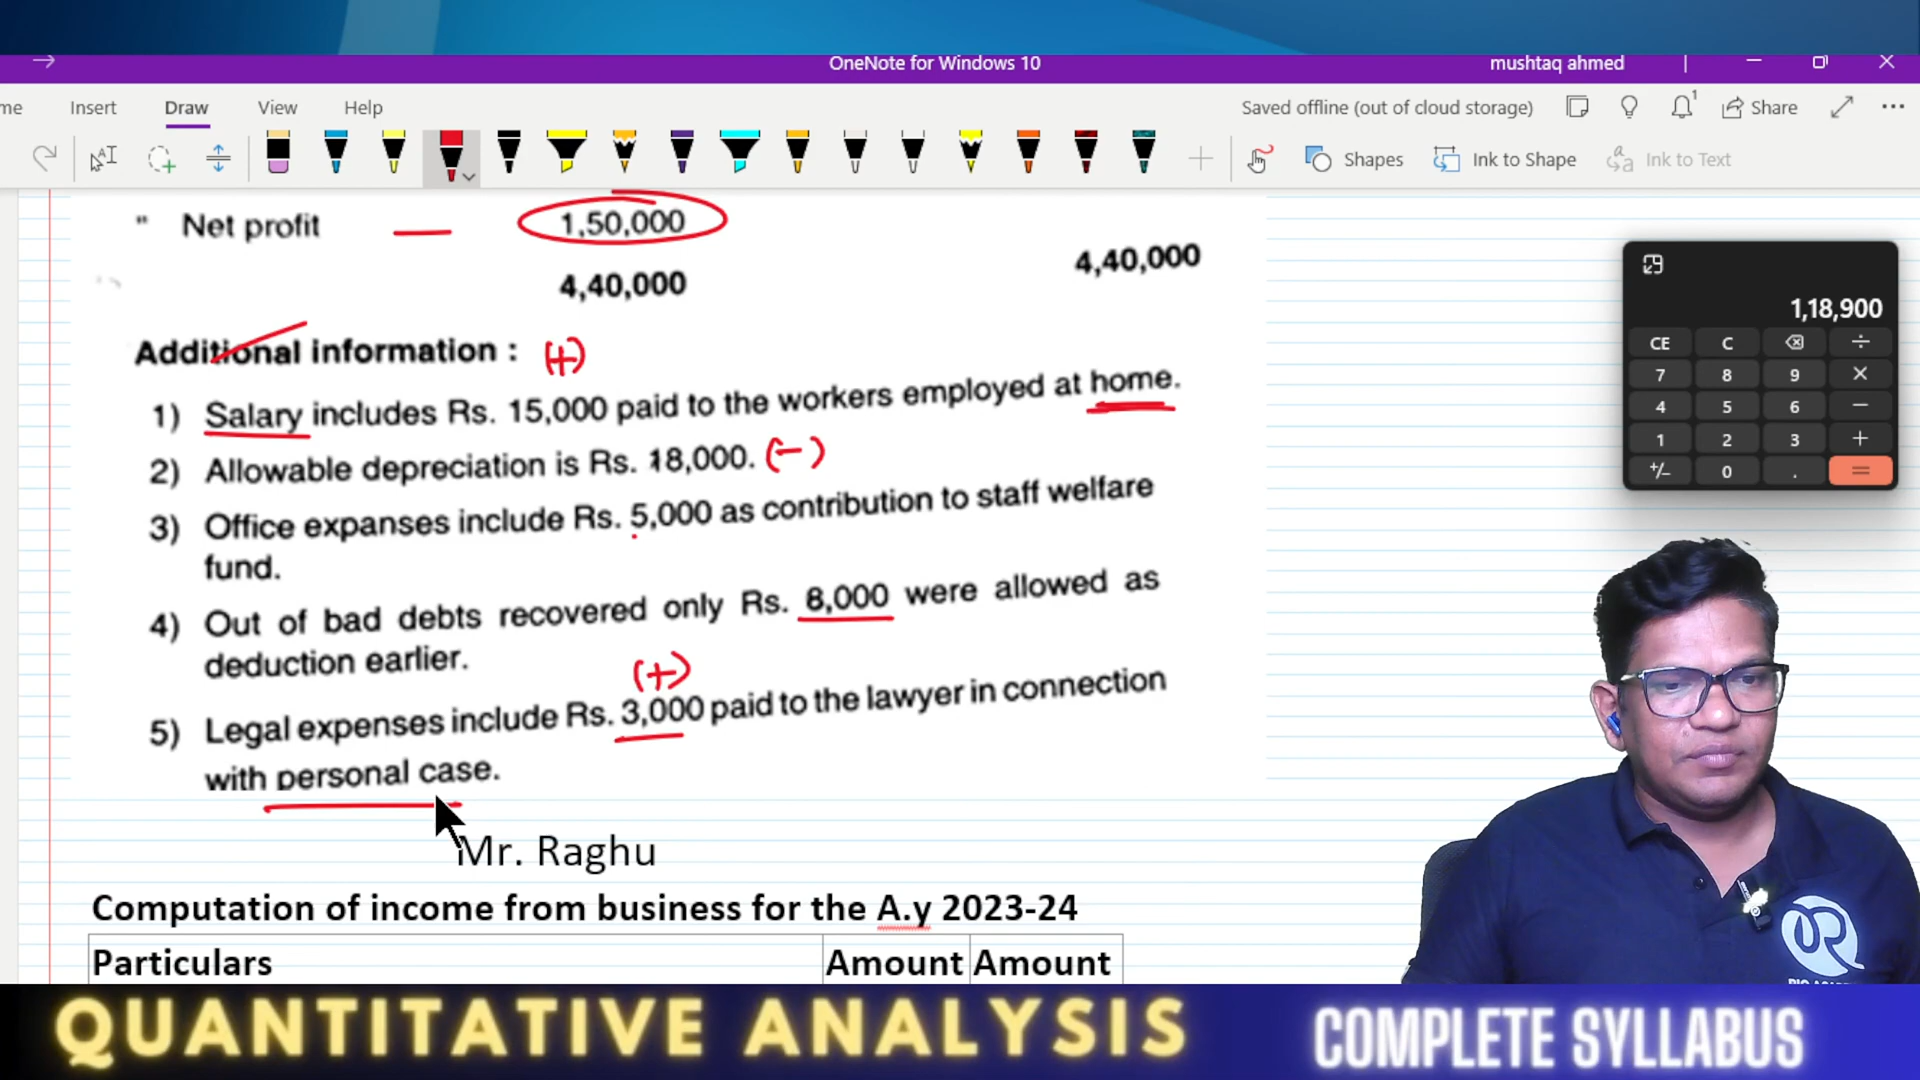 OneNote for Windows 10
mushtaq ahmed
me
Insert
Draw
View
Help
Saved offline (out of cloud storage)
1
Share
Shapes
Ink to Shape
Ink to Text
" Net profit — 1,50,000
4,40,000
4,40,000
Additional information : (+)
1) Salary includes Rs. 15,000 paid to the workers employed at home.
2) Allowable depreciation is Rs. 18,000. (−)
3) Office expanses include Rs. 5,000 as contribution to staff welfare
fund.
4) Out of bad debts recovered only Rs. 8,000 were allowed as
deduction earlier.
(+)
5) Legal expenses include Rs. 3,000 paid to the lawyer in connection
with personal case.
Mr. Raghu
Computation of income from business for the A.y 2023-24
Particulars Amount Amount
1,18,900
CE C ÷
7 8 9 ×
4 5 6 −
1 2 3 +
+/− 0 . =
QUANTITATIVE ANALYSIS
COMPLETE SYLLABUS